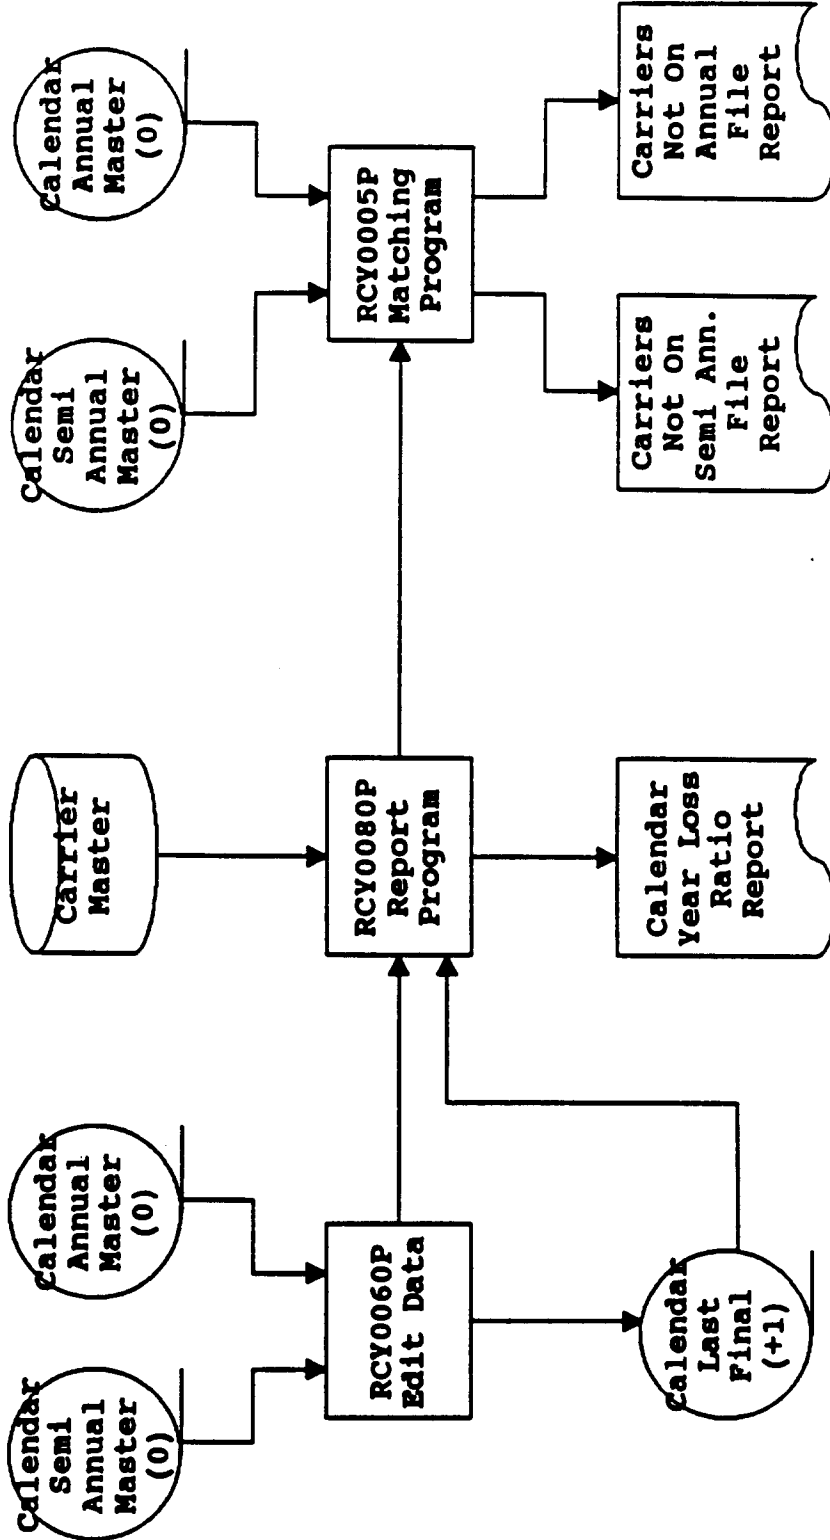 Calendar
Semi
Annual
Master
(0)
Calendar
Annual
Master
(0)
Carrier
Master
Calendar
Semi
Annual
Master
(0)
Calendar
Annual
Master
(0)
RCY0060P
Edit Data
RCY0080P
Report
Program
RCY0005P
Matching
Program
Calendar
Last
Final
(+1)
Calendar
Year Loss
Ratio
Report
Carriers
Not On
Semi Ann.
File
Report
Carriers
Not On
Annual
File
Report